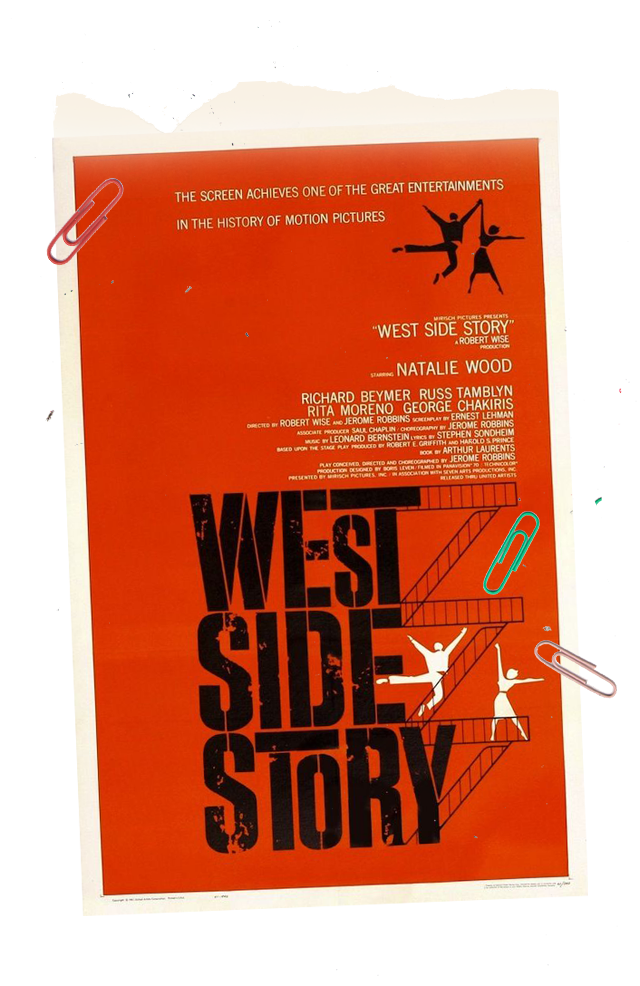 THE SCREEN ACHIEVES ONE OF THE GREAT ENTERTAINMENTS
IN THE HISTORY OF MOTION PICTURES
MIRISCH PICTURES PRESENTS
"WEST SIDE STORY"
A ROBERT WISE
PRODUCTION
STARRING NATALIE WOOD
RICHARD BEYMER RUSS TAMBLYN
RITA MORENO GEORGE CHAKIRIS
DIRECTED BY ROBERT WISE AND JEROME ROBBINS SCREENPLAY BY ERNEST LEHMAN
ASSOCIATE PRODUCER SAUL CHAPLIN · CHOREOGRAPHY BY JEROME ROBBINS
MUSIC BY LEONARD BERNSTEIN LYRICS BY STEPHEN SONDHEIM
BASED UPON THE STAGE PLAY PRODUCED BY ROBERT E. GRIFFITH AND HAROLD S. PRINCE
BOOK BY ARTHUR LAURENTS
PLAY CONCEIVED, DIRECTED AND CHOREOGRAPHED BY JEROME ROBBINS
PRODUCTION DESIGNED BY BORIS LEVEN / FILMED IN PANAVISION® 70 / TECHNICOLOR®
PRESENTED BY MIRISCH PICTURES, INC. / IN ASSOCIATION WITH SEVEN ARTS PRODUCTIONS, INC.
RELEASED THRU UNITED ARTISTS
WEST
SIDE
STORY